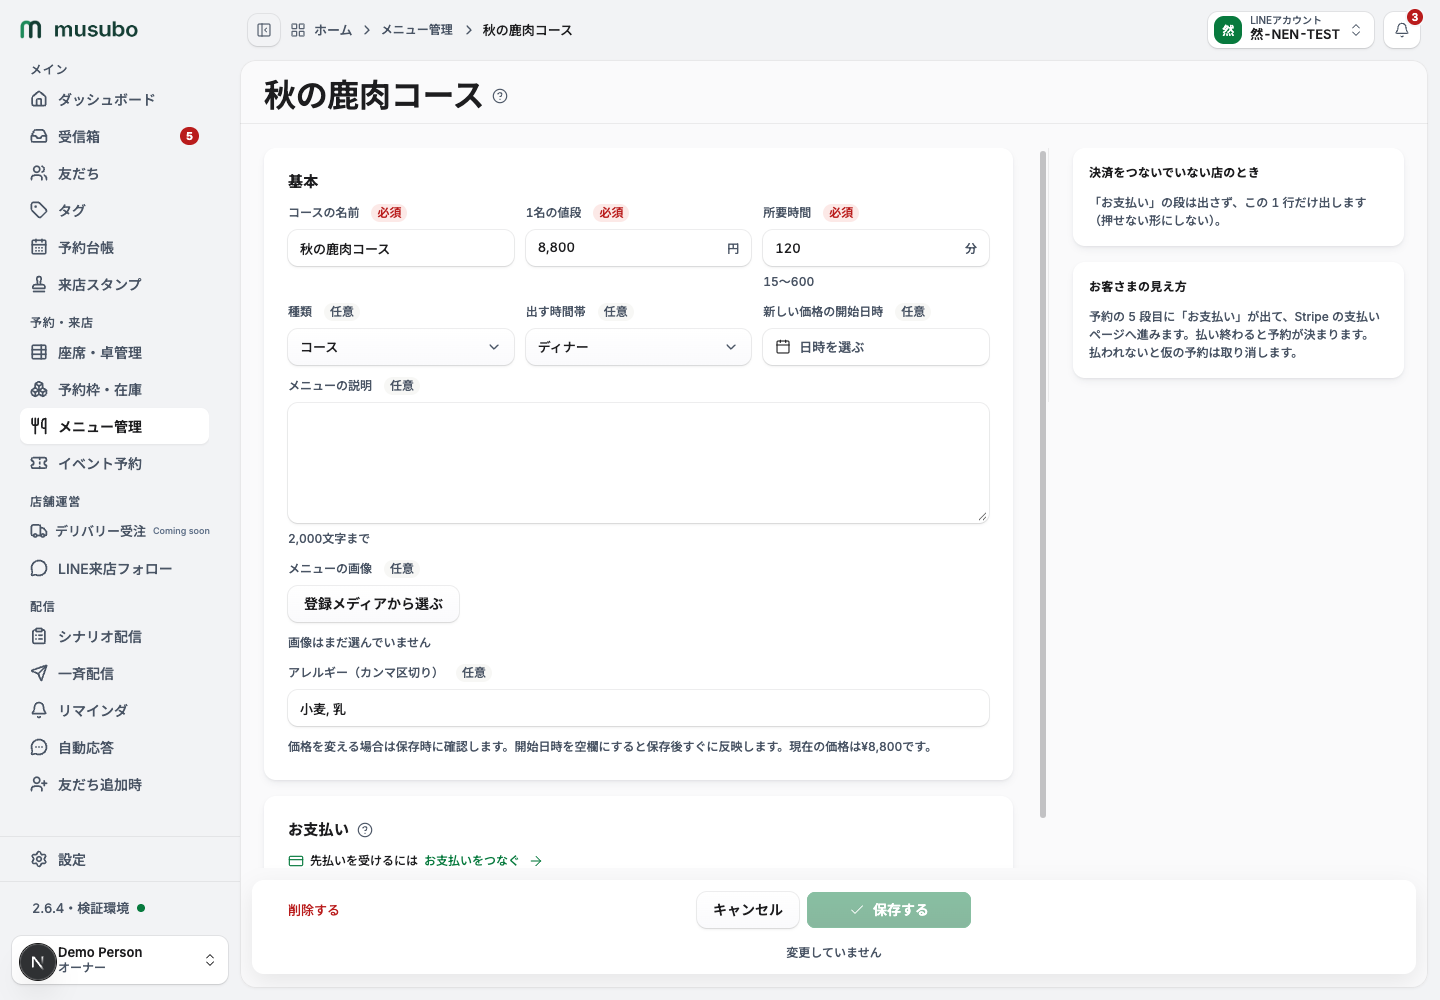 musubo
メイン
ダッシュボード
受信箱
5
友だち
タグ
予約台帳
来店スタンプ
予約・来店
座席・卓管理
予約枠・在庫
メニュー管理
イベント予約
店舗運営
デリバリー受注 Coming soon
LINE来店フォロー
配信
シナリオ配信
一斉配信
リマインダ
自動応答
友だち追加時
設定
2.6.4・検証環境
N
Demo Person
オーナー
ホーム > メニュー管理 > 秋の鹿肉コース
然
LINEアカウント
然-NEN-TEST
3
秋の鹿肉コース
基本
コースの名前 必須
秋の鹿肉コース
1名の値段 必須
8,800 円
所要時間 必須
120 分
15〜600
種類 任意
コース
出す時間帯 任意
ディナー
新しい価格の開始日時 任意
日時を選ぶ
メニューの説明 任意
2,000文字まで
メニューの画像 任意
登録メディアから選ぶ
画像はまだ選んでいません
アレルギー（カンマ区切り） 任意
小麦, 乳
価格を変える場合は保存時に確認します。開始日時を空欄にすると保存後すぐに反映します。現在の価格は¥8,800です。
お支払い
先払いを受けるには お支払いをつなぐ →
削除する
キャンセル
保存する
変更していません
決済をつないでいない店のとき
「お支払い」の段は出さず、この 1 行だけ出します
（押せない形にしない）。
お客さまの見え方
予約の 5 段目に「お支払い」が出て、Stripe の支払い
ページへ進みます。払い終わると予約が決まります。
払われないと仮の予約は取り消します。